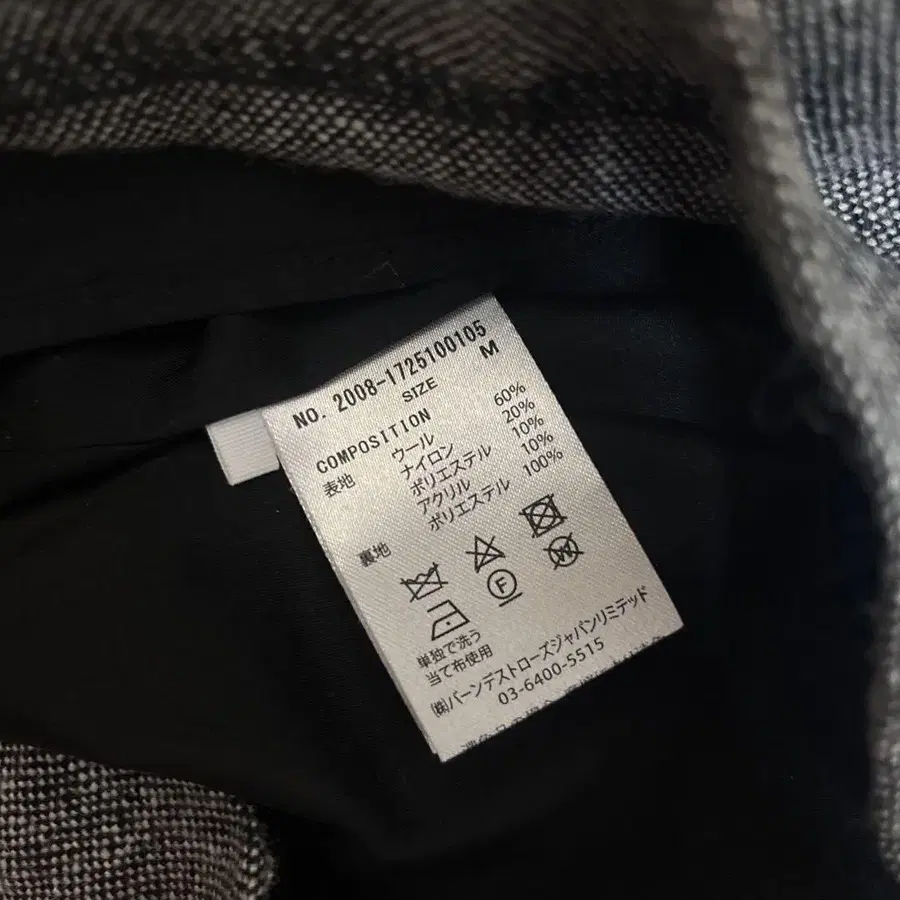 NO. 2008-1725100105
SIZE M
COMPOSITION
表地 ウール 60%
ナイロン 20%
ポリエステル 10%
アクリル 10%
裏地 ポリエステル 100%
F
W
単独で洗う
当て布使用
㈱バーンデストローズジャパンリミテッド
03-6400-5515